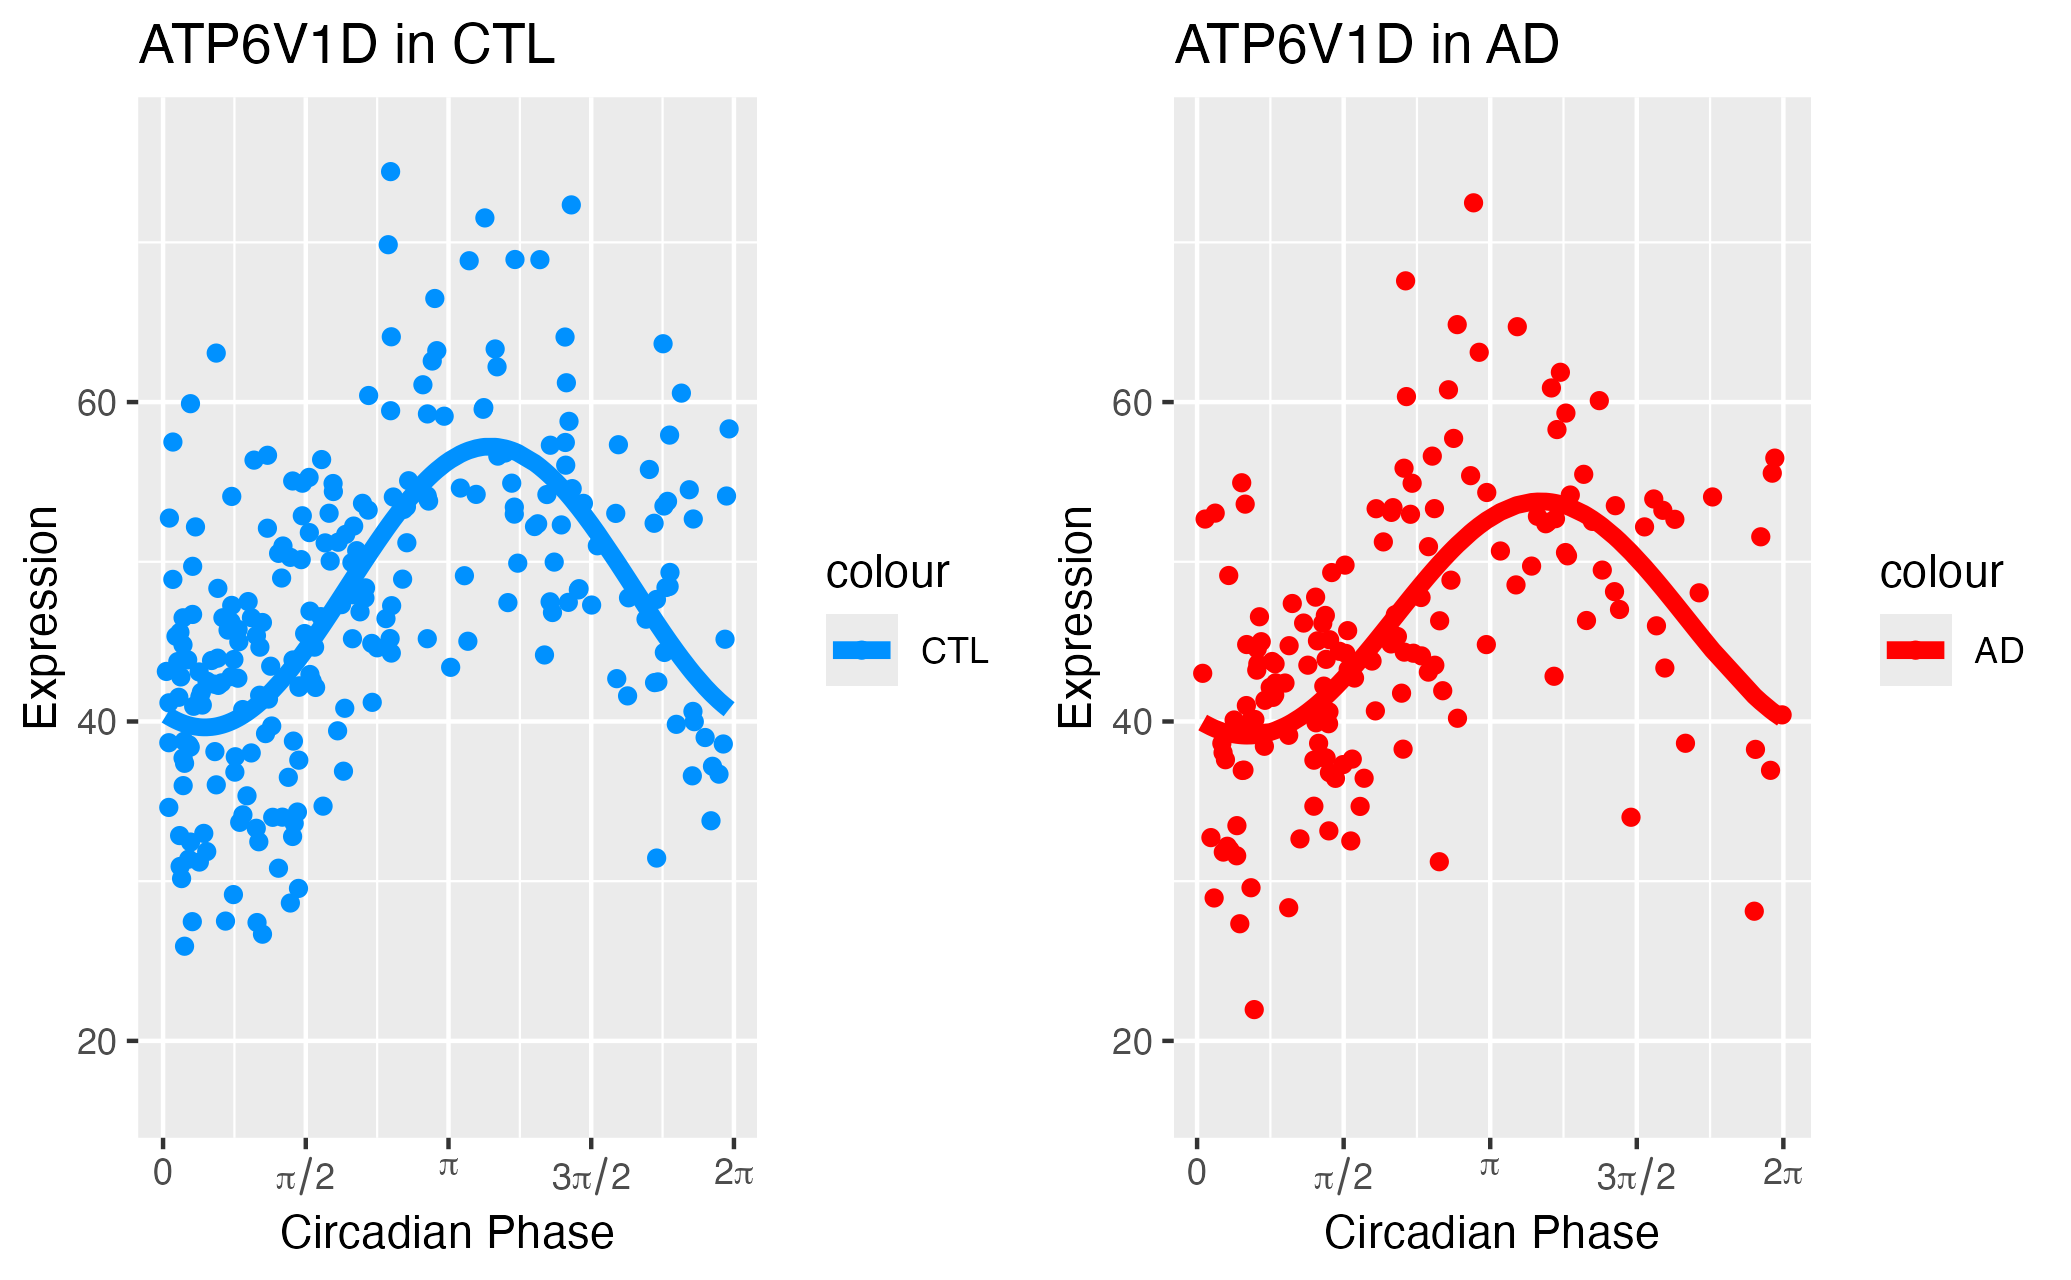 ATP6V1D in CTL
Expression
60
40
20
0
π/2
π
3π/2
2π
Circadian Phase
colour
CTL
ATP6V1D in AD
Expression
60
40
20
0
π/2
π
3π/2
2π
Circadian Phase
colour
AD